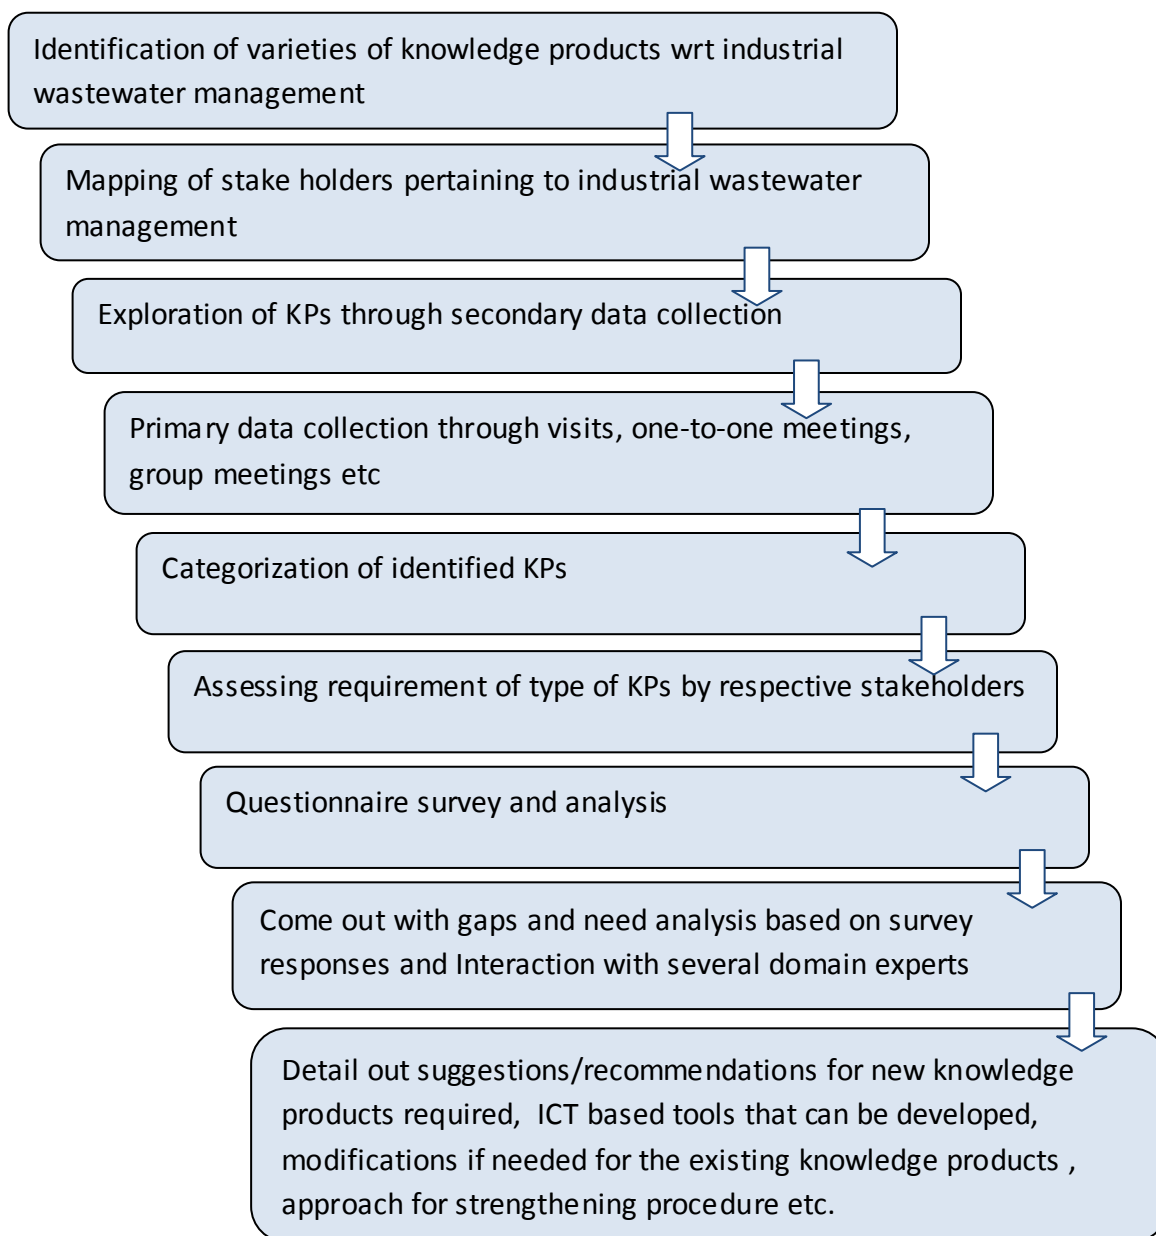 Identification of varieties of knowledge products wrt industrial
wastewater management
Mapping of stake holders pertaining to industrial wastewater
management
Exploration of KPs through secondary data collection
Primary data collection through visits, one-to-one meetings,
group meetings etc
Categorization of identified KPs
Assessing requirement of type of KPs by respective stakeholders
Questionnaire survey and analysis
Come out with gaps and need analysis based on survey
responses and Interaction with several domain experts
Detail out suggestions/recommendations for new knowledge
products required,  ICT based tools that can be developed,
modifications if needed for the existing knowledge products ,
approach for strengthening procedure etc.